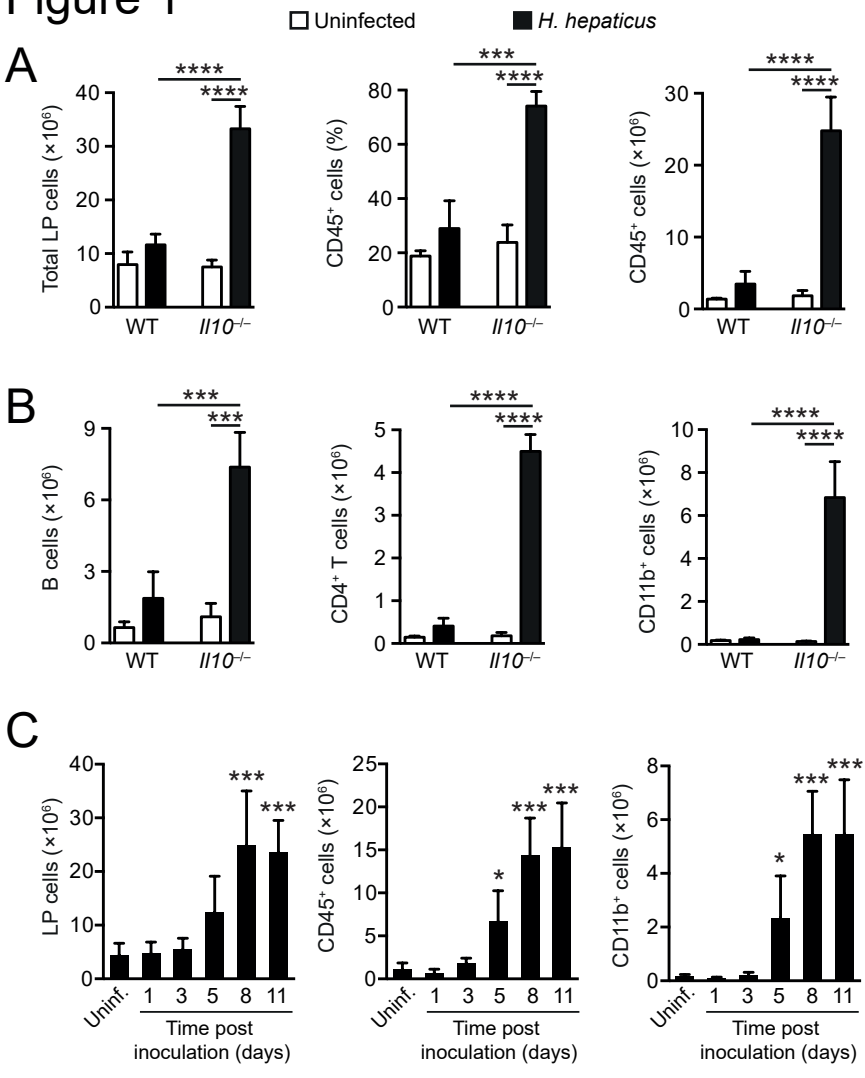 Figure 1
Uninfected H. hepaticus
A
Total LP cells (×10⁶)
40
30
20
10
0
****
****
WT Il10⁻/⁻
CD45⁺ cells (%)
80
60
40
20
0
***
****
WT Il10⁻/⁻
CD45⁺ cells (×10⁶)
30
20
10
0
****
****
WT Il10⁻/⁻
B
B cells (×10⁶)
9
6
3
0
***
***
WT Il10⁻/⁻
CD4⁺ T cells (×10⁶)
5
4
3
2
1
0
****
****
WT Il10⁻/⁻
CD11b⁺ cells (×10⁶)
10
8
6
4
2
0
****
****
WT Il10⁻/⁻
C
LP cells (×10⁶)
40
30
20
10
0
***
***
Uninf. 1 3 5 8 11
Time post
inoculation (days)
CD45⁺ cells (×10⁶)
25
20
15
10
5
0
*
***
***
Uninf. 1 3 5 8 11
Time post
inoculation (days)
CD11b⁺ cells (×10⁶)
8
6
4
2
0
*
***
***
Uninf. 1 3 5 8 11
Time post
inoculation (days)